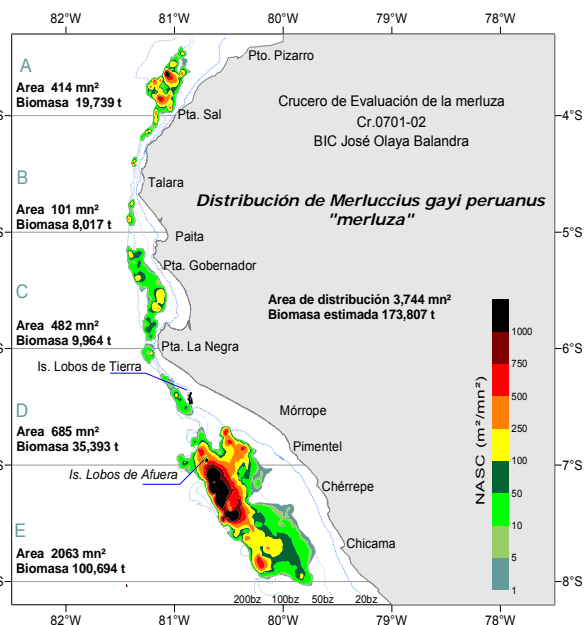 82°W 81°W 80°W 79°W 78°W
Pto. Pizarro
A
Area 414 mn²
Biomasa 19,739 t
Crucero de Evaluación de la merluza
Cr.0701-02
BIC José Olaya Balandra
Pta. Sal
4°S 4°S
B
Talara
Distribución de Merluccius gayi peruanus
"merluza"
Area 101 mn²
Biomasa 8,017 t
Paita
5°S 5°S
Pta. Gobernador
C
Area de distribución 3,744 mn²
Biomasa estimada 173,807 t
Area 482 mn²
Biomasa 9,964 t
Pta. La Negra
6°S 6°S
Is. Lobos de Tierra
D
Mórrope
Area 685 mn²
Biomasa 35,393 t
Pimentel
Is. Lobos de Afuera
7°S 7°S
Chérrepe
E
Chicama
Area 2063 mn²
Biomasa 100,694 t
8°S 8°S
NASC (m²/mn²)
1000
750
500
250
100
50
10
5
1
200bz 100bz 50bz 20bz
82°W 81°W 80°W 79°W 78°W